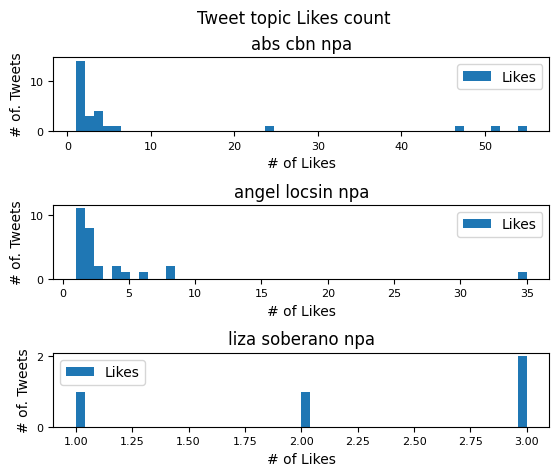 Tweet topic Likes count
abs cbn npa
# of. Tweets
10
0
Likes
0 10 20 30 40 50
# of Likes
angel locsin npa
# of. Tweets
10
0
Likes
0 5 10 15 20 25 30 35
# of Likes
liza soberano npa
# of. Tweets
2
0
Likes
1.00 1.25 1.50 1.75 2.00 2.25 2.50 2.75 3.00
# of Likes